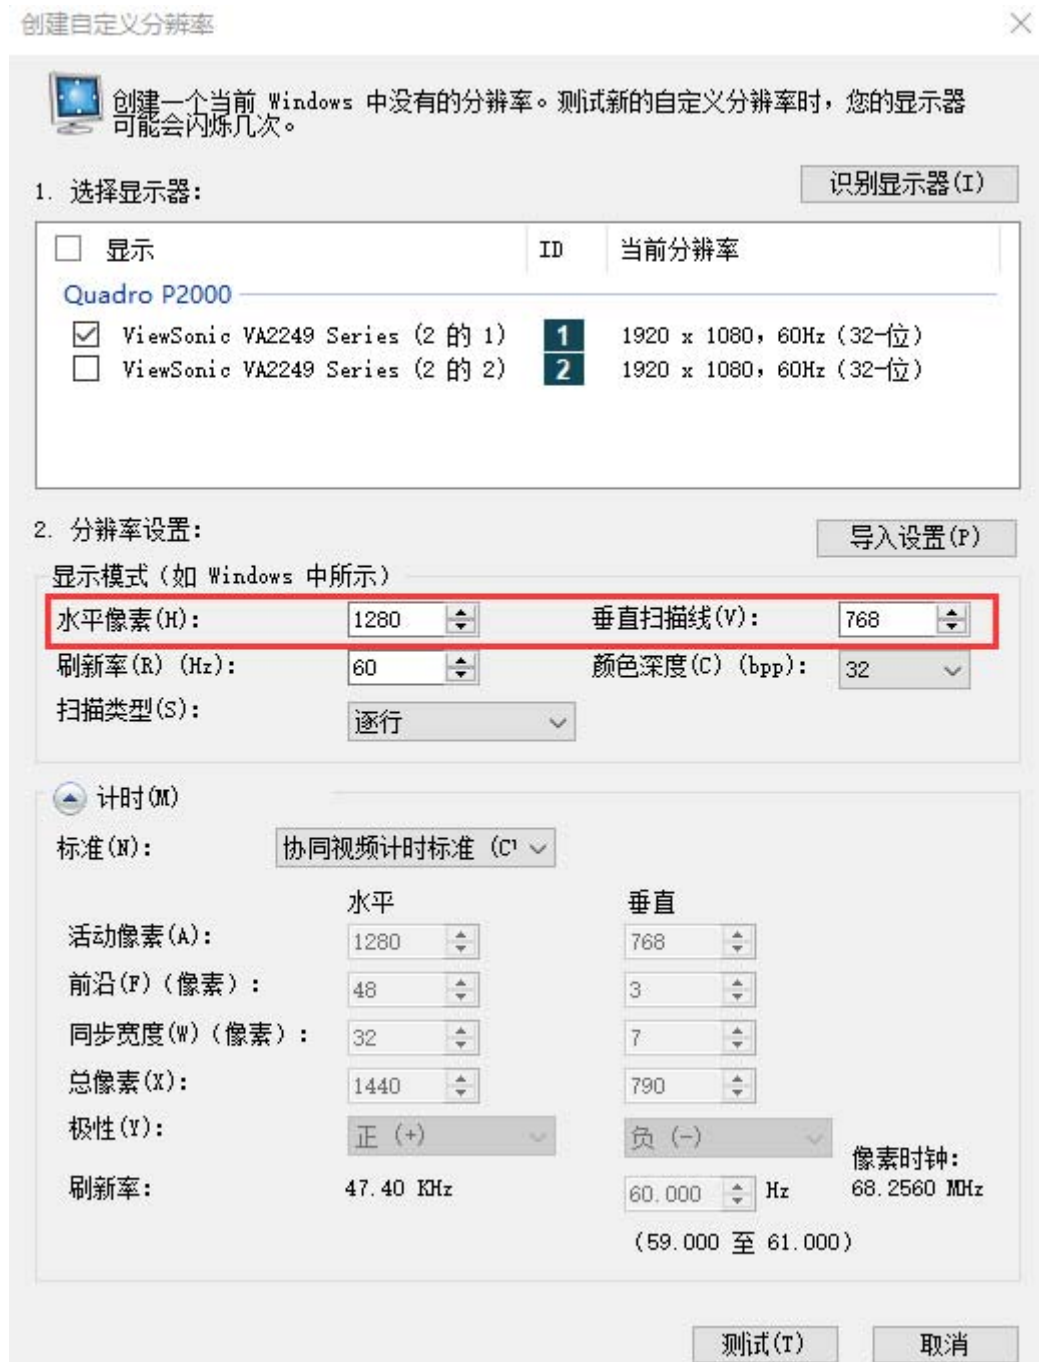 创建自定义分辨率
创建一个当前 Windows 中没有的分辨率。测试新的自定义分辨率时，您的显示器
可能会闪烁几次。
1. 选择显示器：
识别显示器(I)
显示 ID 当前分辨率
Quadro P2000
ViewSonic VA2249 Series (2 的 1) 1 1920 x 1080，60Hz (32-位)
ViewSonic VA2249 Series (2 的 2) 2 1920 x 1080，60Hz (32-位)
2. 分辨率设置：
导入设置(P)
显示模式（如 Windows 中所示）
水平像素(H)： 1280 垂直扫描线(V)： 768
刷新率(R) (Hz)： 60 颜色深度(C) (bpp)： 32
扫描类型(S)： 逐行
计时(M)
标准(N)： 协同视频计时标准 (C
水平 垂直
活动像素(A)： 1280 768
前沿(F)（像素）： 48 3
同步宽度(W)（像素）： 32 7
总像素(X)： 1440 790
极性(Y)： 正 (+) 负 (-)
像素时钟：
刷新率： 47.40 KHz 60.000 Hz 68.2560 MHz
(59.000 至 61.000)
测试(T) 取消